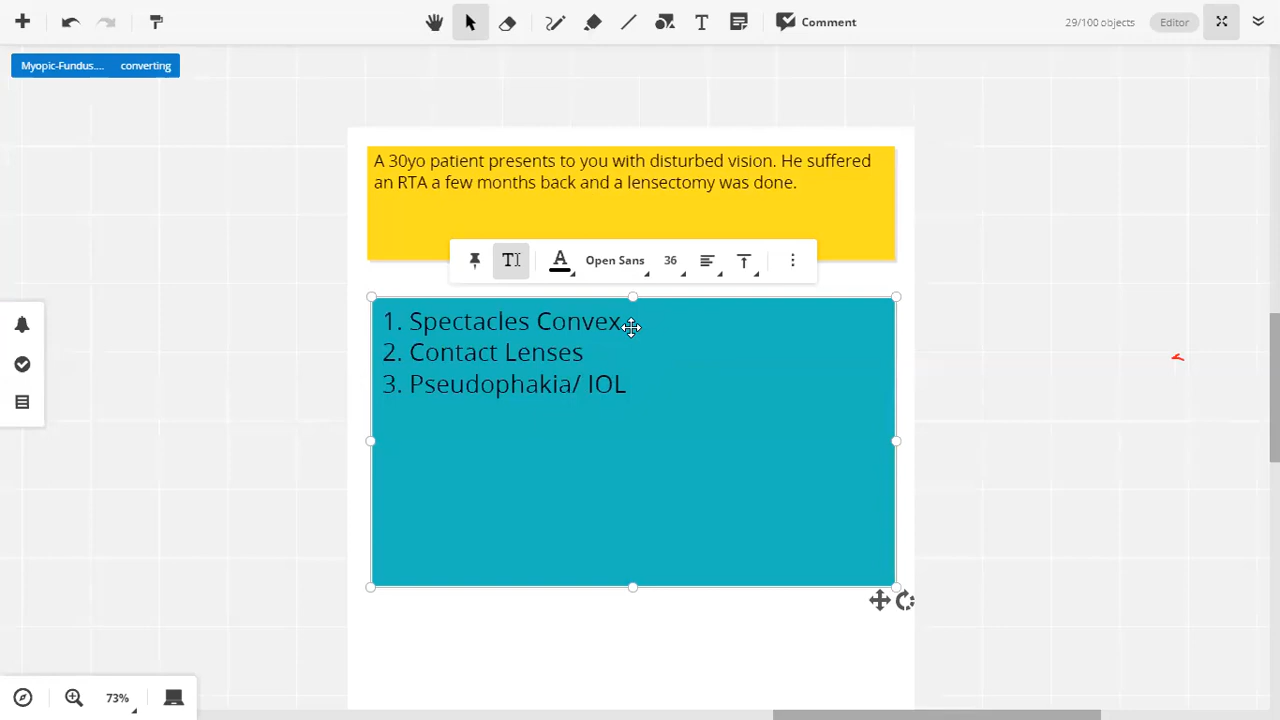 Comment
29/100 objects
Editor
Myopic-Fundus.... converting
A 30yo patient presents to you with disturbed vision. He suffered
an RTA a few months back and a lensectomy was done.
A Open Sans 36
1. Spectacles Convex
2. Contact Lenses
3. Pseudophakia/ IOL
73%